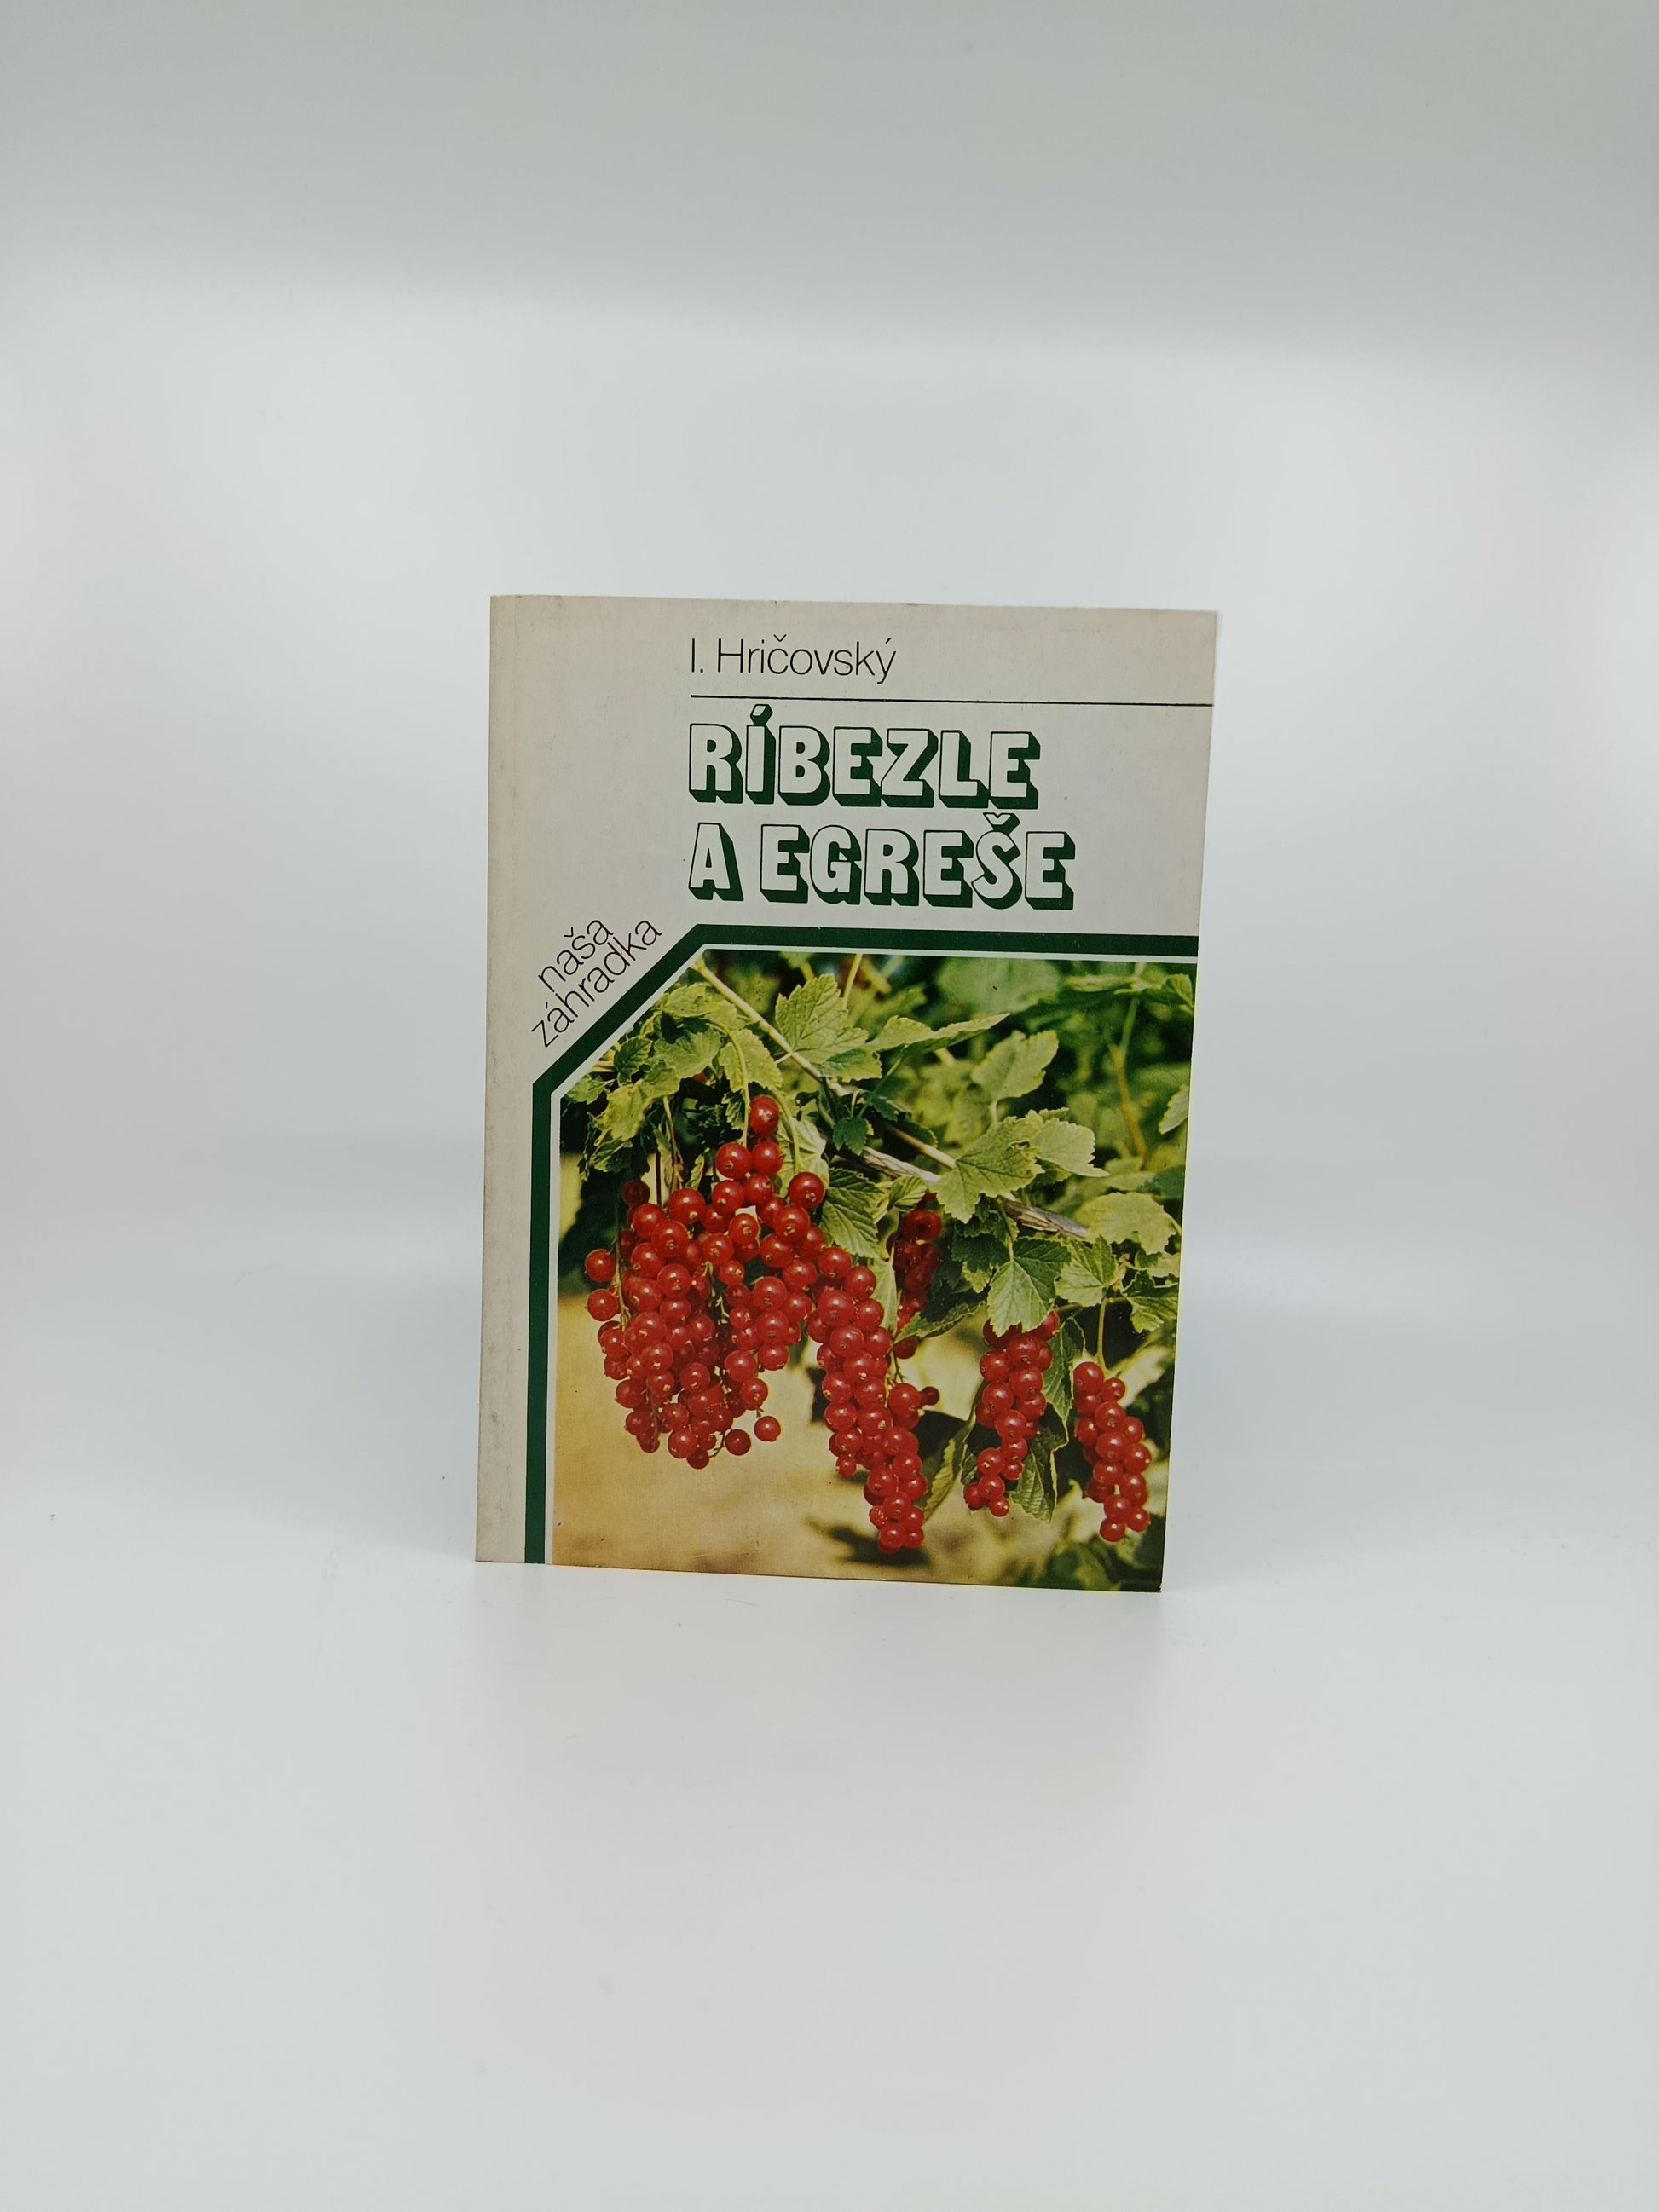 I. Hričovský
RÍBEZLE
A EGREŠE
naša
záhradka